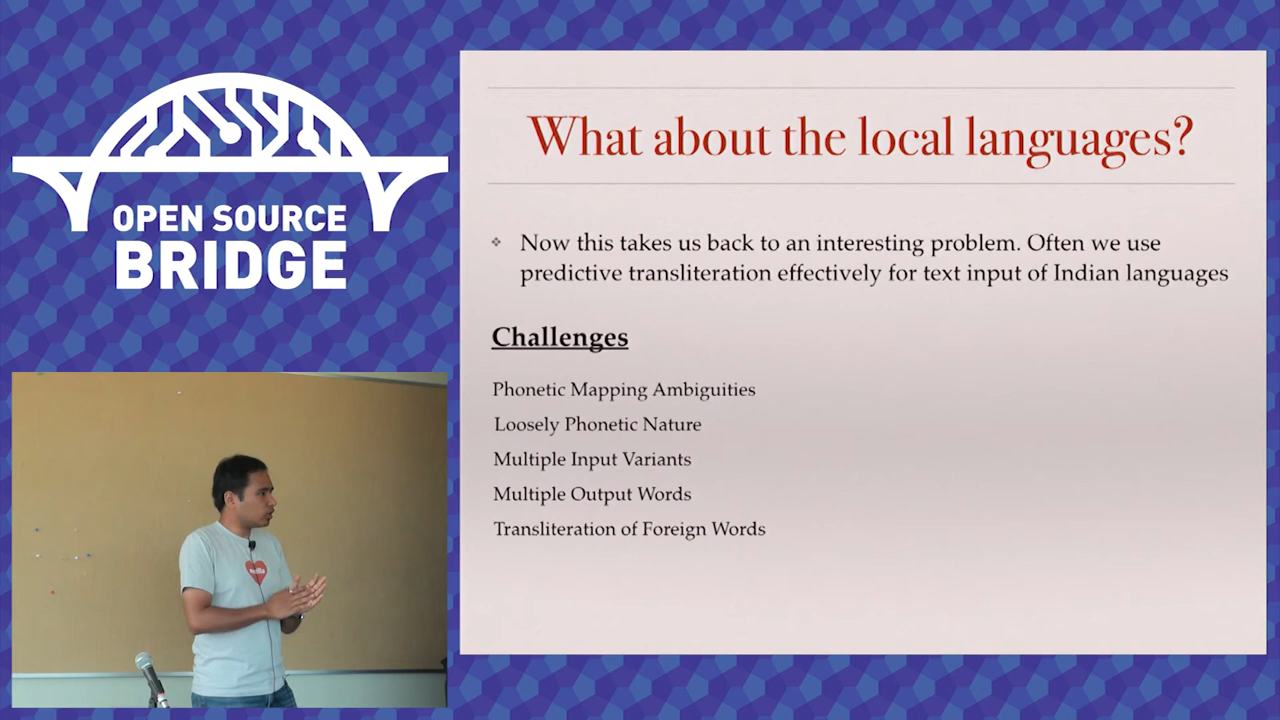 OPEN SOURCE
BRIDGE
What about the local languages?
Now this takes us back to an interesting problem. Often we use
predictive transliteration effectively for text input of Indian languages
Challenges
Phonetic Mapping Ambiguities
Loosely Phonetic Nature
Multiple Input Variants
Multiple Output Words
Transliteration of Foreign Words